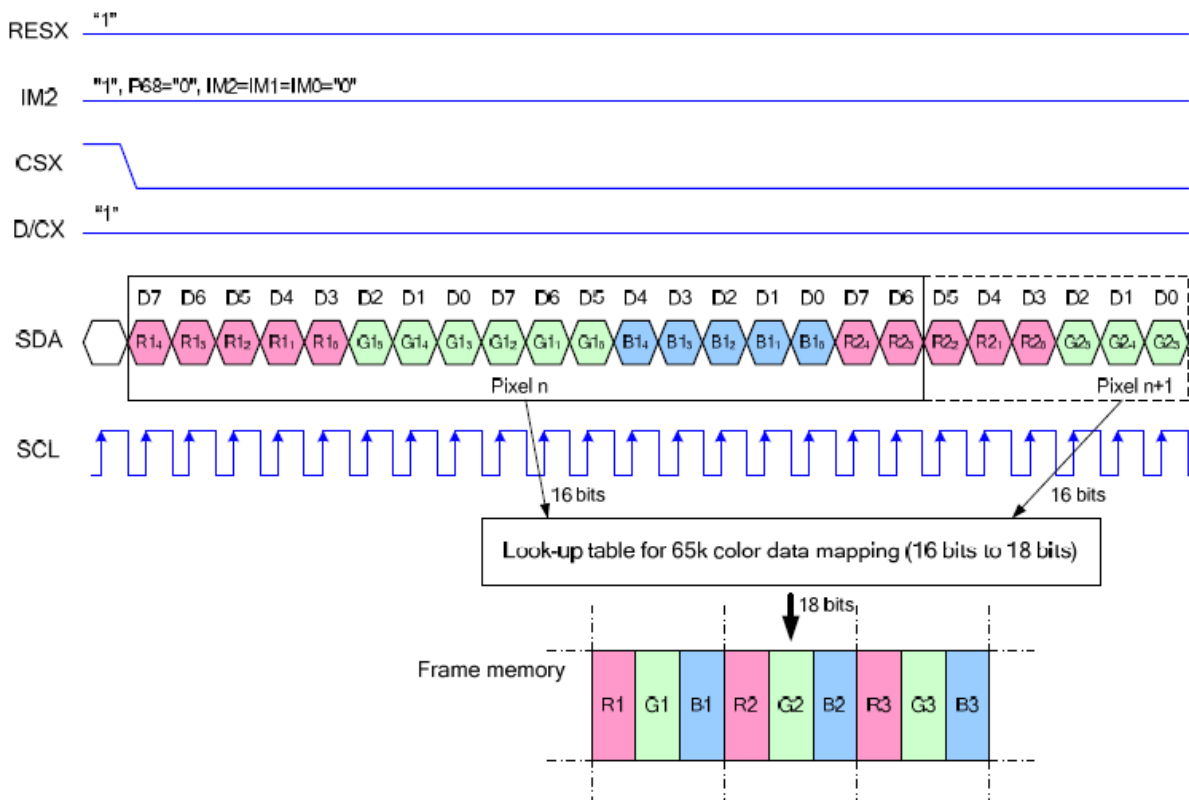 RESX "1"
IM2 "1", P68="0", IM2=IM1=IM0="0"
CSX
D/CX "1"
D7 D6 D5 D4 D3 D2 D1 D0 D7 D6 D5 D4 D3 D2 D1 D0 D7 D6 D5 D4 D3 D2 D1 D0
SDA R14 R13 R12 R11 R10 G15 G14 G13 G12 G11 G10 B14 B13 B12 B11 B10 R24 R23 R22 R21 R20 G25 G24 G23
Pixel n Pixel n+1
SCL
16 bits 16 bits
Look-up table for 65k color data mapping (16 bits to 18 bits)
18 bits
Frame memory
R1 G1 B1 R2 G2 B2 R3 G3 B3